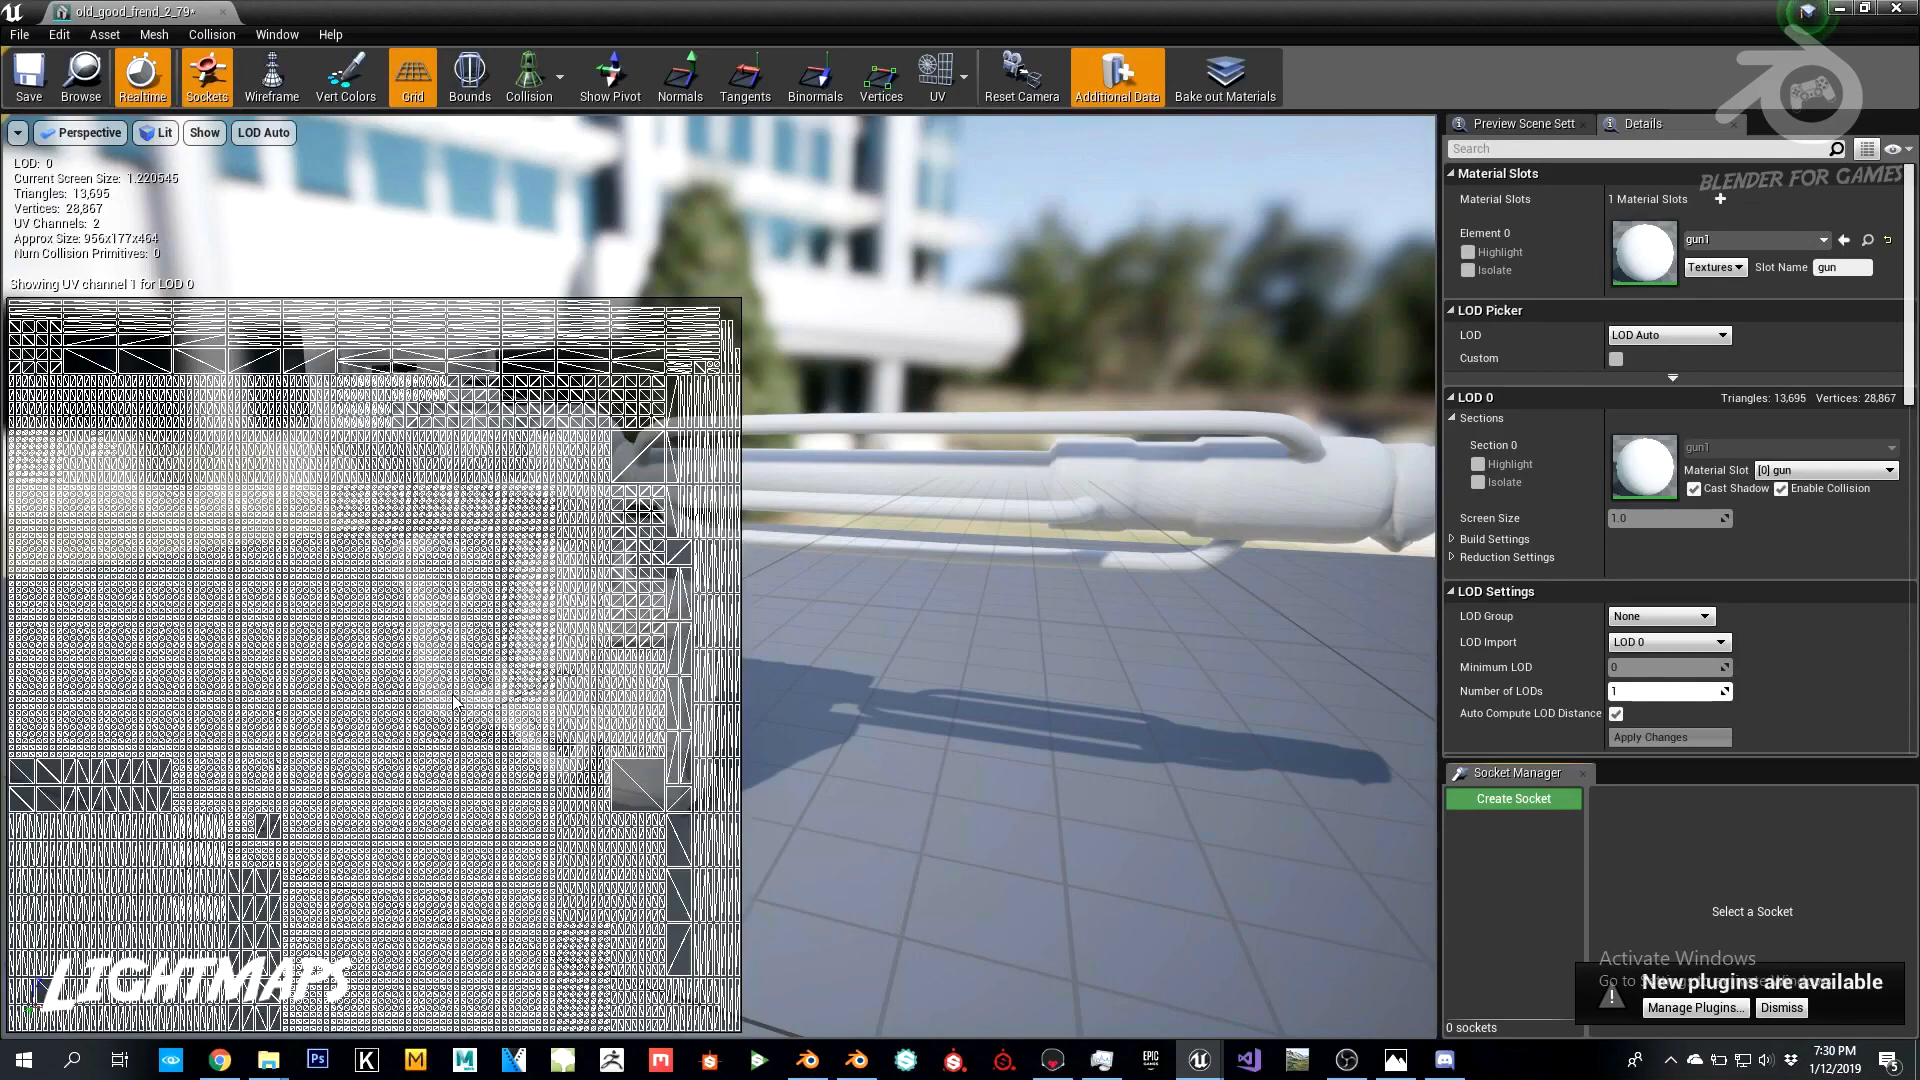 old_good_frend_2_79*
File Edit Asset Mesh Collision Window Help
Save Browse Realtime Sockets Wireframe Vert Colors Grid Bounds Collision Show Pivot Normals Tangents Binormals Vertices UV Reset Camera Additional Data Bake out Materials
Perspective Lit Show LOD Auto
LOD: 0
Current Screen Size: 1.220545
Triangles: 13,695
Vertices: 28,867
UV Channels: 2
Approx Size: 956x177x464
Num Collision Primitives: 0
Showing UV channel 1 for LOD 0
LIGHTMAPS
Preview Scene Sett Details
Search
BLENDER FOR GAMES
Material Slots
Material Slots 1 Material Slots
Element 0
Highlight
Isolate
gun1
Textures Slot Name gun
LOD Picker
LOD LOD Auto
Custom
LOD 0 Triangles: 13,695 Vertices: 28,867
Sections
Section 0
Highlight
Isolate
gun1
Material Slot [0] gun
Cast Shadow Enable Collision
Screen Size 1.0
Build Settings
Reduction Settings
LOD Settings
LOD Group None
LOD Import LOD 0
Minimum LOD 0
Number of LODs 1
Auto Compute LOD Distance
Apply Changes
Socket Manager
Create Socket
Select a Socket
0 sockets
Activate Windows
Go to
New plugins are available
Manage Plugins... Dismiss
Ps K M M V m
EPIC GAMES
7:30 PM
1/12/2019
5